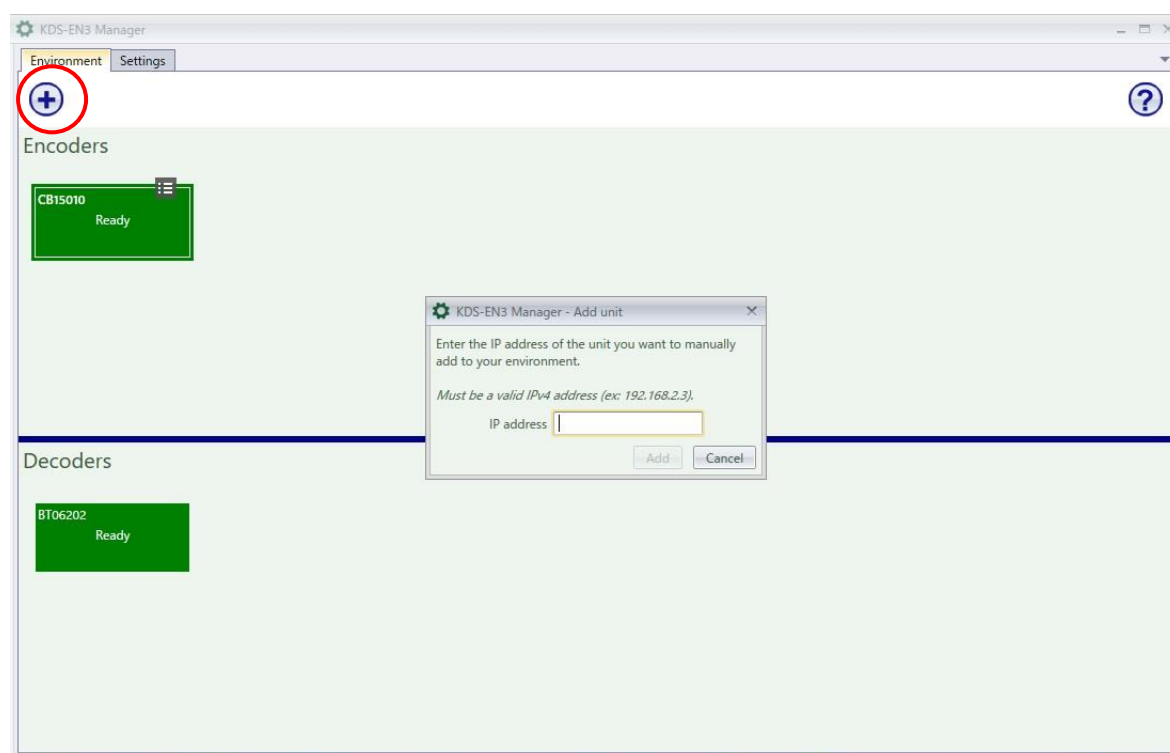 KDS-EN3 Manager
Environment Settings
Encoders
CB15010
Ready
KDS-EN3 Manager - Add unit
Enter the IP address of the unit you want to manually
add to your environment.
Must be a valid IPv4 address (ex: 192.168.2.3).
IP address
Add Cancel
Decoders
BT06202
Ready